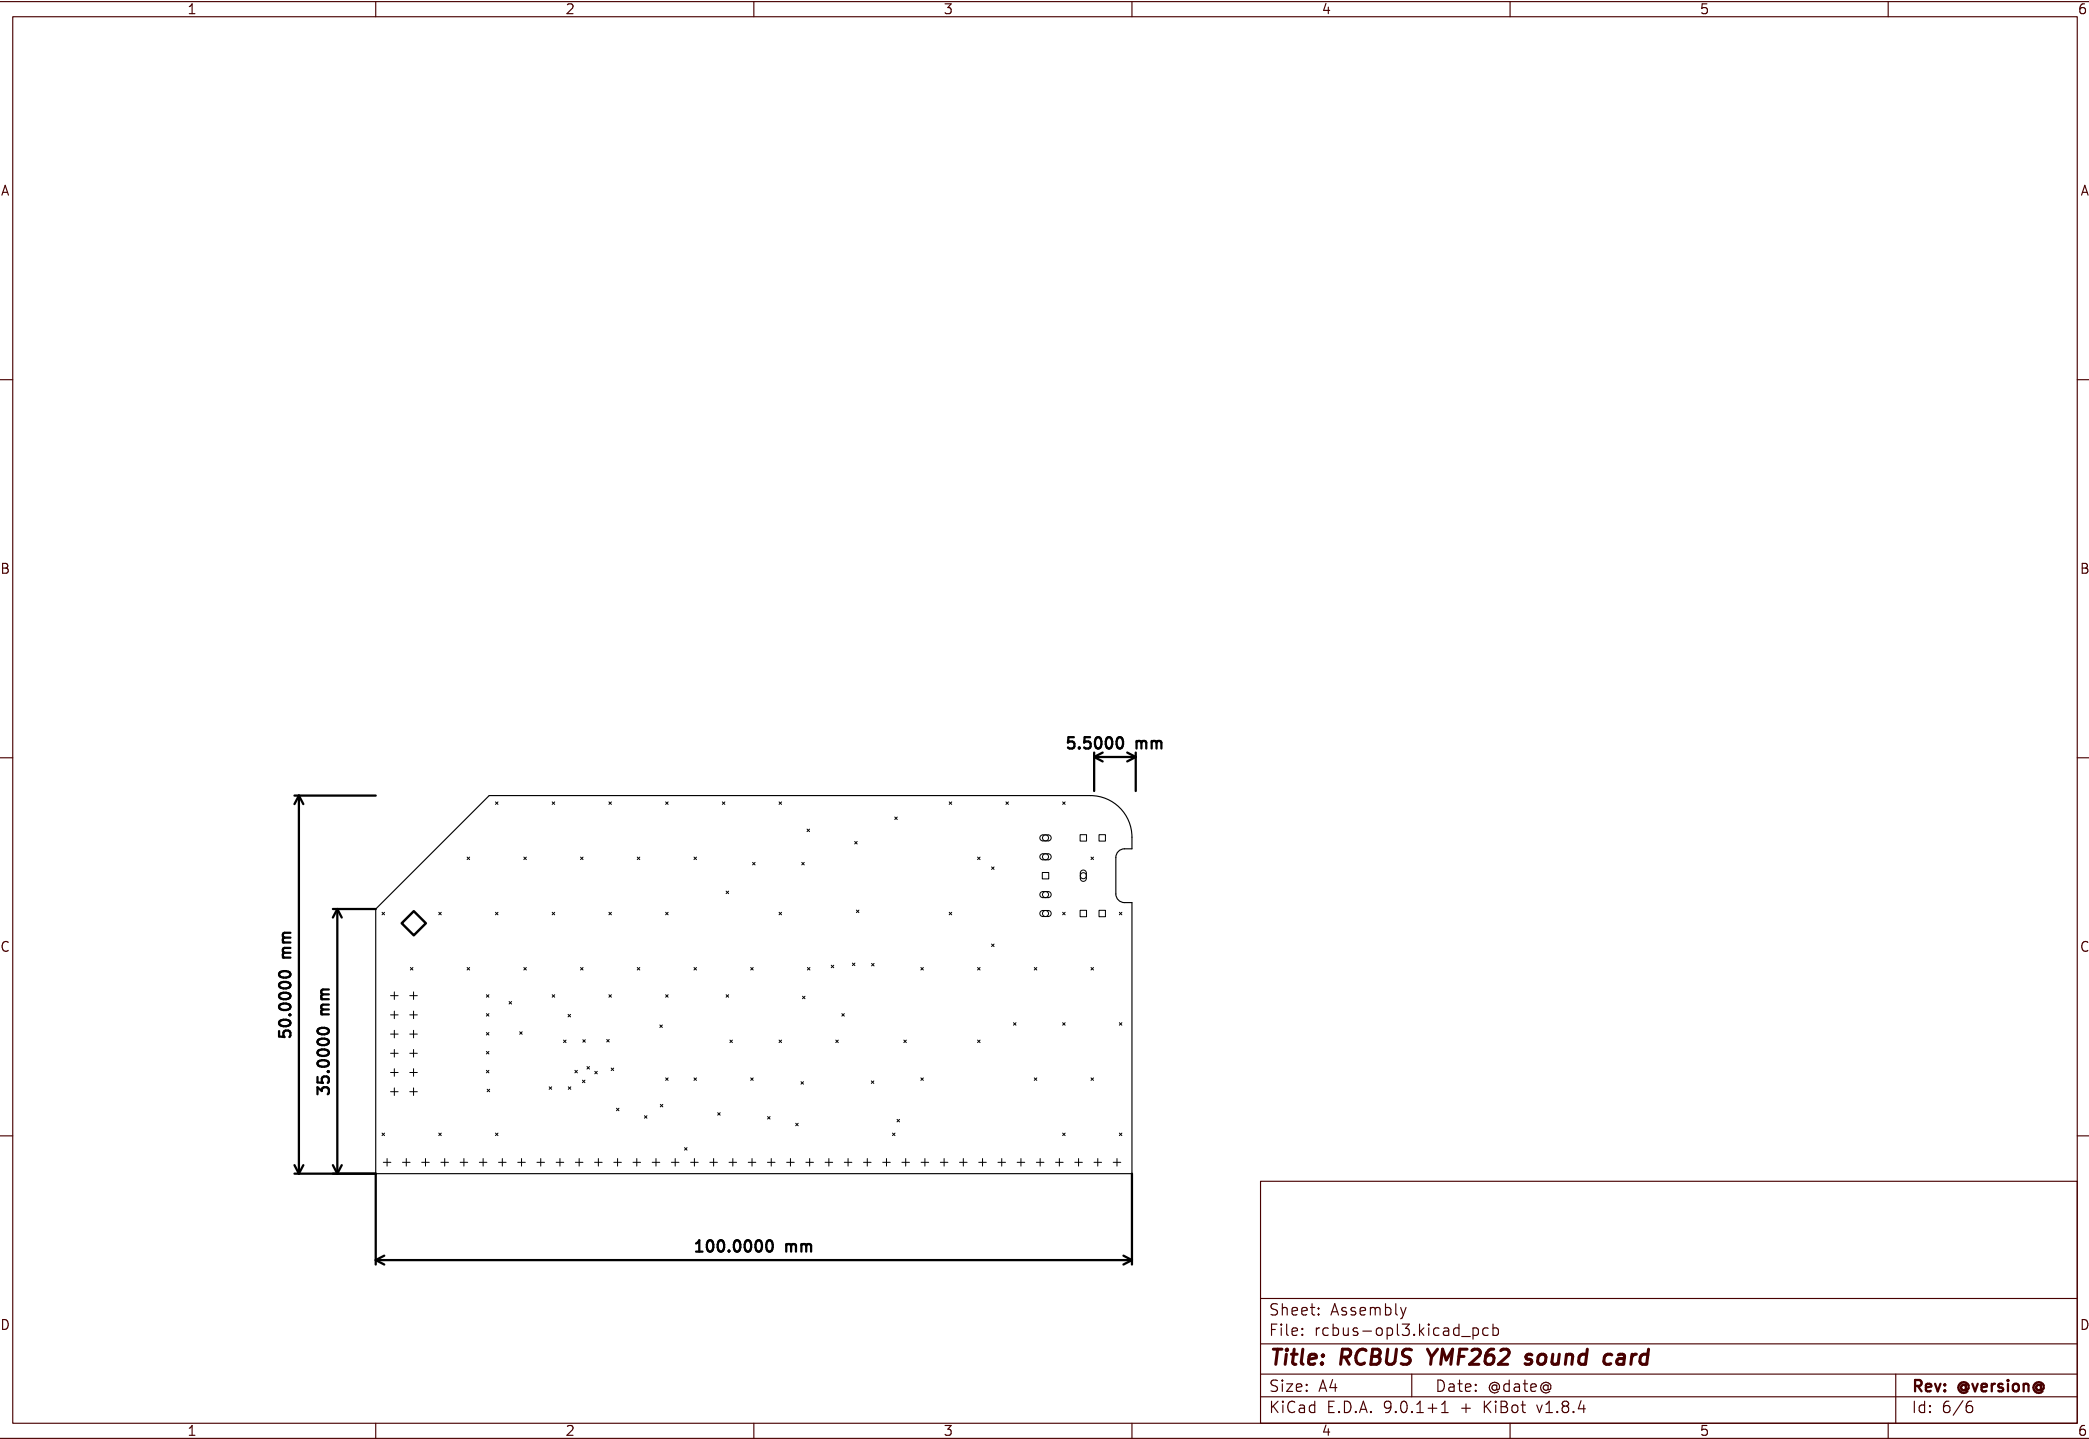 1 2 3 4 5 6
A A
B B
5.5000 mm
C C
50.0000 mm
35.0000 mm
100.0000 mm
Sheet: Assembly
File: rcbus-opl3.kicad_pcb
D D
Title: RCBUS YMF262 sound card
Size: A4 Date: @date@ Rev: @version@
KiCad E.D.A. 9.0.1+1 + KiBot v1.8.4 Id: 6/6
1 2 3 4 5 6